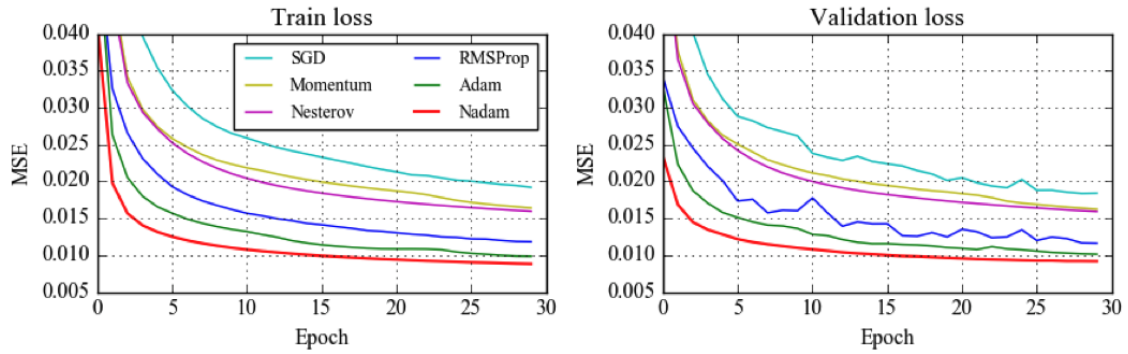 Train loss
0.040
0.035
0.030
0.025
0.020
0.015
0.010
0.005
MSE
SGD
Momentum
Nesterov
RMSProp
Adam
Nadam
0 5 10 15 20 25 30
Epoch
Validation loss
0.040
0.035
0.030
0.025
0.020
0.015
0.010
0.005
MSE
0 5 10 15 20 25 30
Epoch